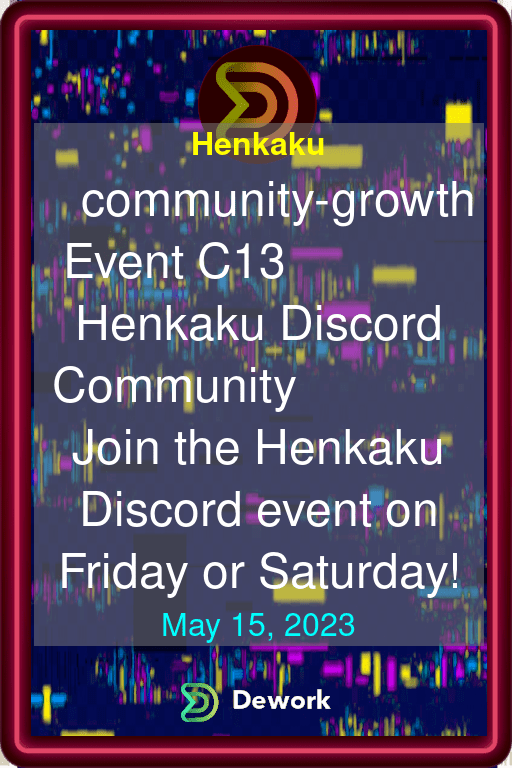 Henkaku
community-growth
Event C13
Henkaku Discord
Community
Join the Henkaku
Discord event on
Friday or Saturday!
May 15, 2023
Dework